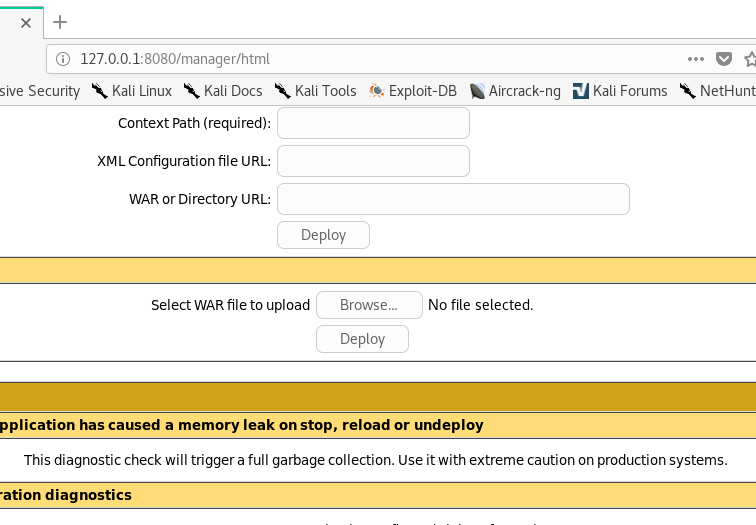 127.0.0.1:8080/manager/html
sive Security Kali Linux Kali Docs Kali Tools Exploit-DB Aircrack-ng Kali Forums NetHunt
Context Path (required):
XML Configuration file URL:
WAR or Directory URL:
Deploy
Select WAR file to upload Browse... No file selected.
Deploy
pplication has caused a memory leak on stop, reload or undeploy
This diagnostic check will trigger a full garbage collection. Use it with extreme caution on production systems.
ration diagnostics